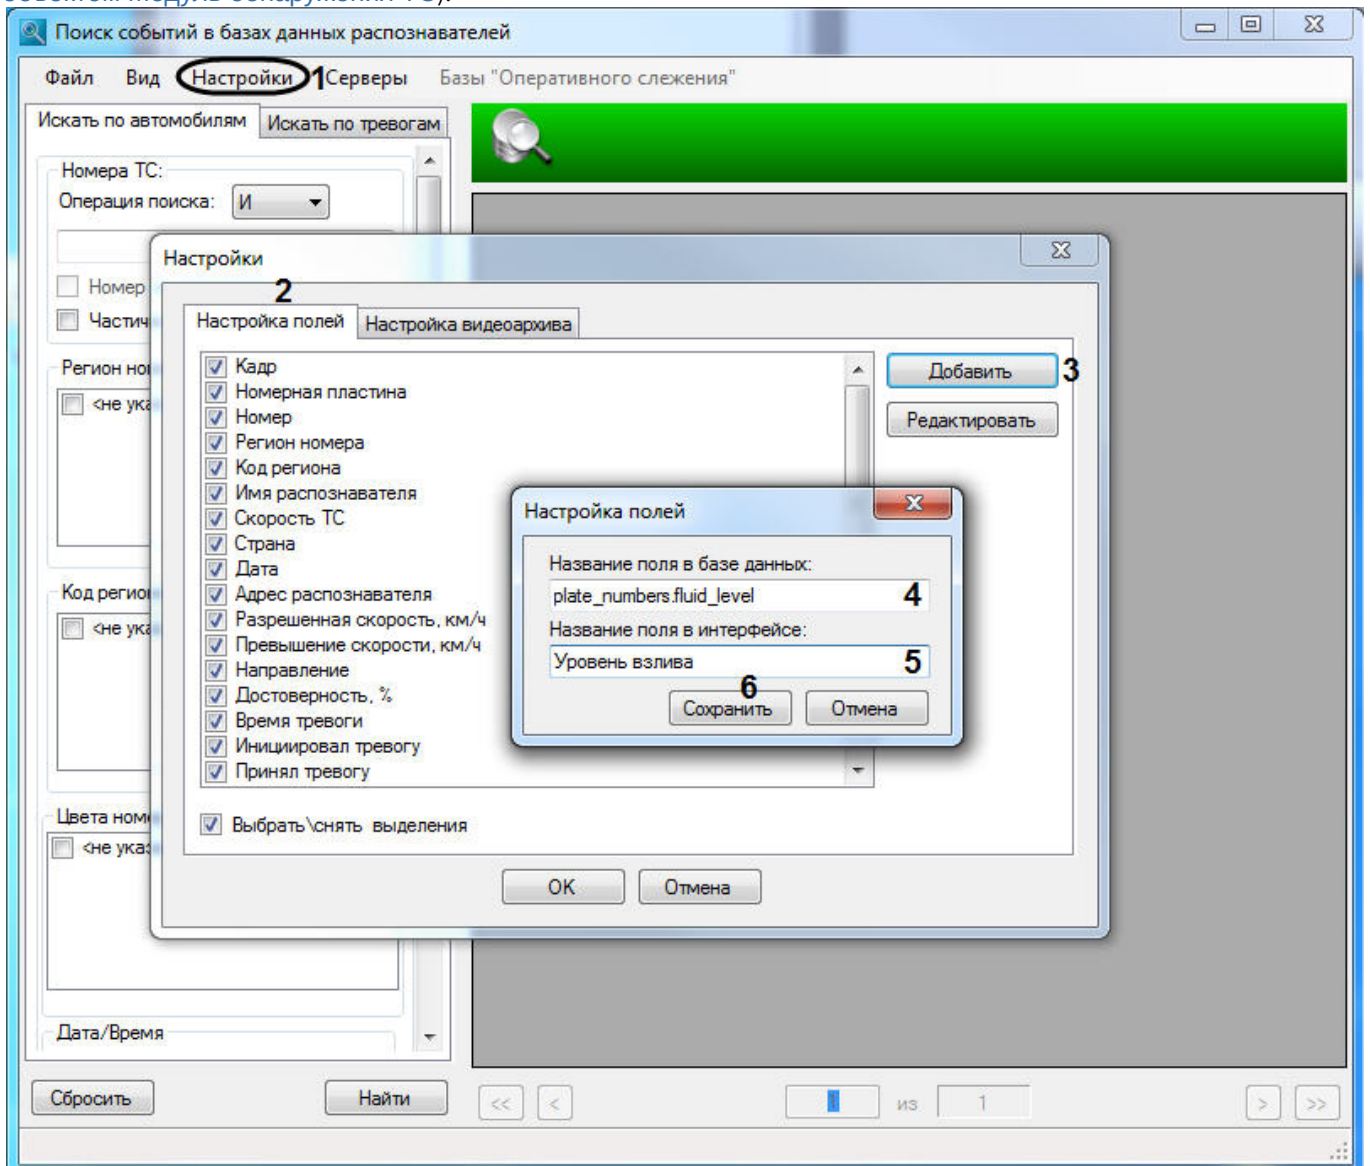 Поиск событий в базах данных распознавателей
Файл Вид Настройки 1 Серверы Базы "Оперативного слежения"
Искать по автомобилям Искать по тревогам
Номера ТС:
Операция поиска: И
Настройки
Номер
2
Частич
Настройка полей Настройка видеоархива
Регион но
Кадр
Добавить 3
Номерная пластина
<не ука
Номер
Редактировать
Регион номера
Код региона
Имя распознавателя
Скорость ТС
Настройка полей
Страна
Название поля в базе данных:
Дата
Код регио
Адрес распознавателя
plate_numbers.fluid_level 4
Разрешенная скорость, км/ч
<не ука
Название поля в интерфейсе:
Превышение скорости, км/ч
Уровень взлива 5
Направление
Достоверность, %
6
Сохранить Отмена
Время тревоги
Инициировал тревогу
Принял тревогу
Цвета ном
Выбрать\снять выделения
<не ука
OK Отмена
Дата/Время
Сбросить Найти << < 1 из 1 > >>